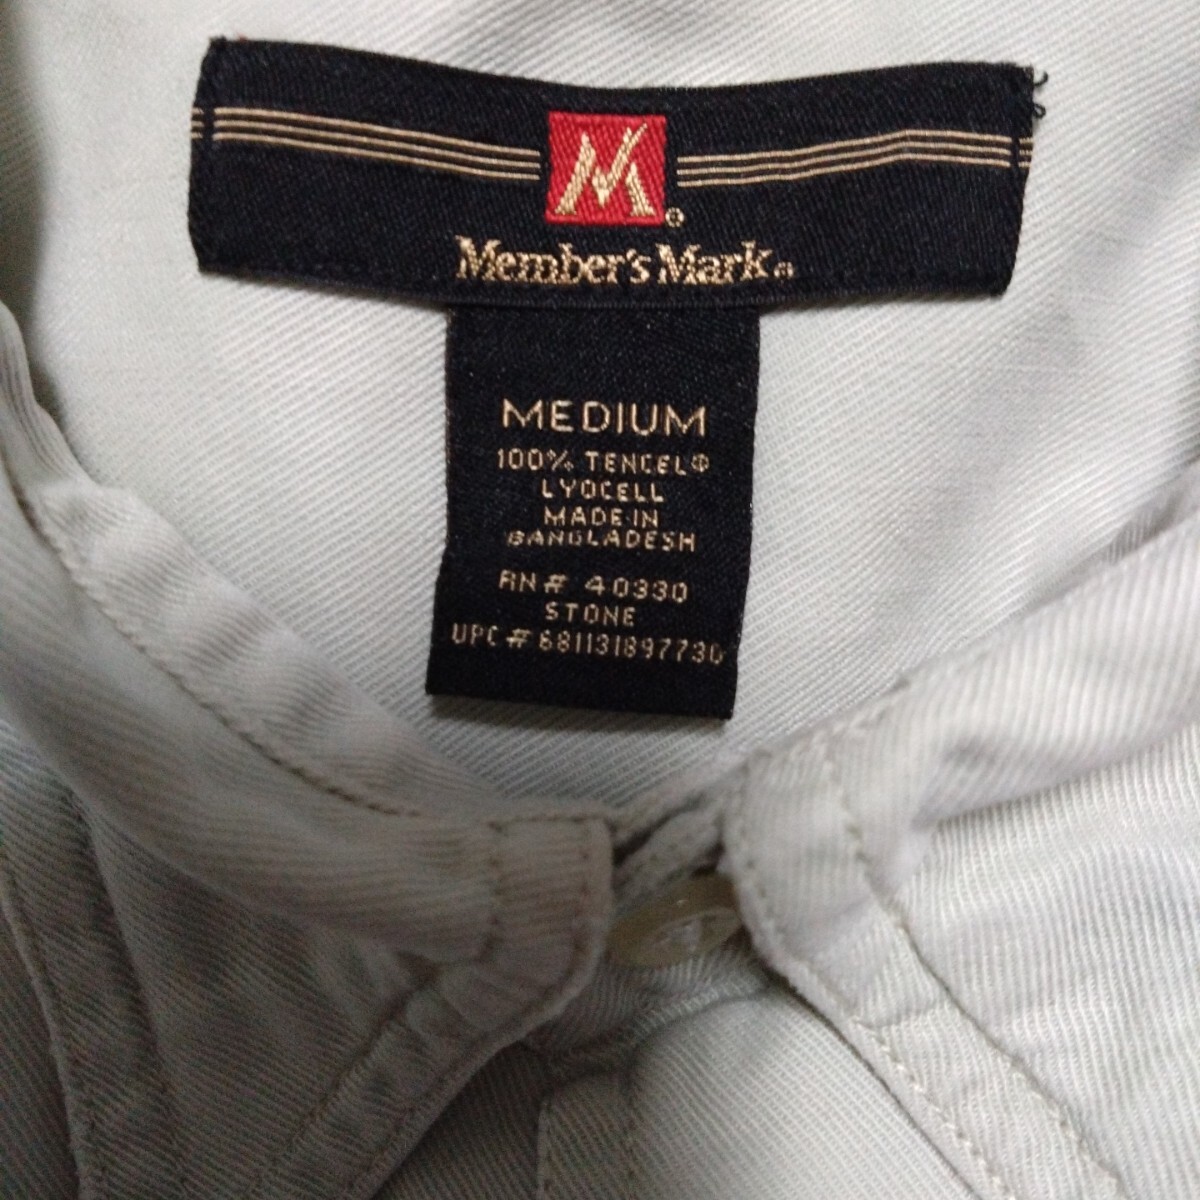 M®
Member's Mark®
MEDIUM
100% TENCEL®
LYOCELL
MADE IN
BANGLADESH
RN# 40330
STONE
UPC# 681131897730